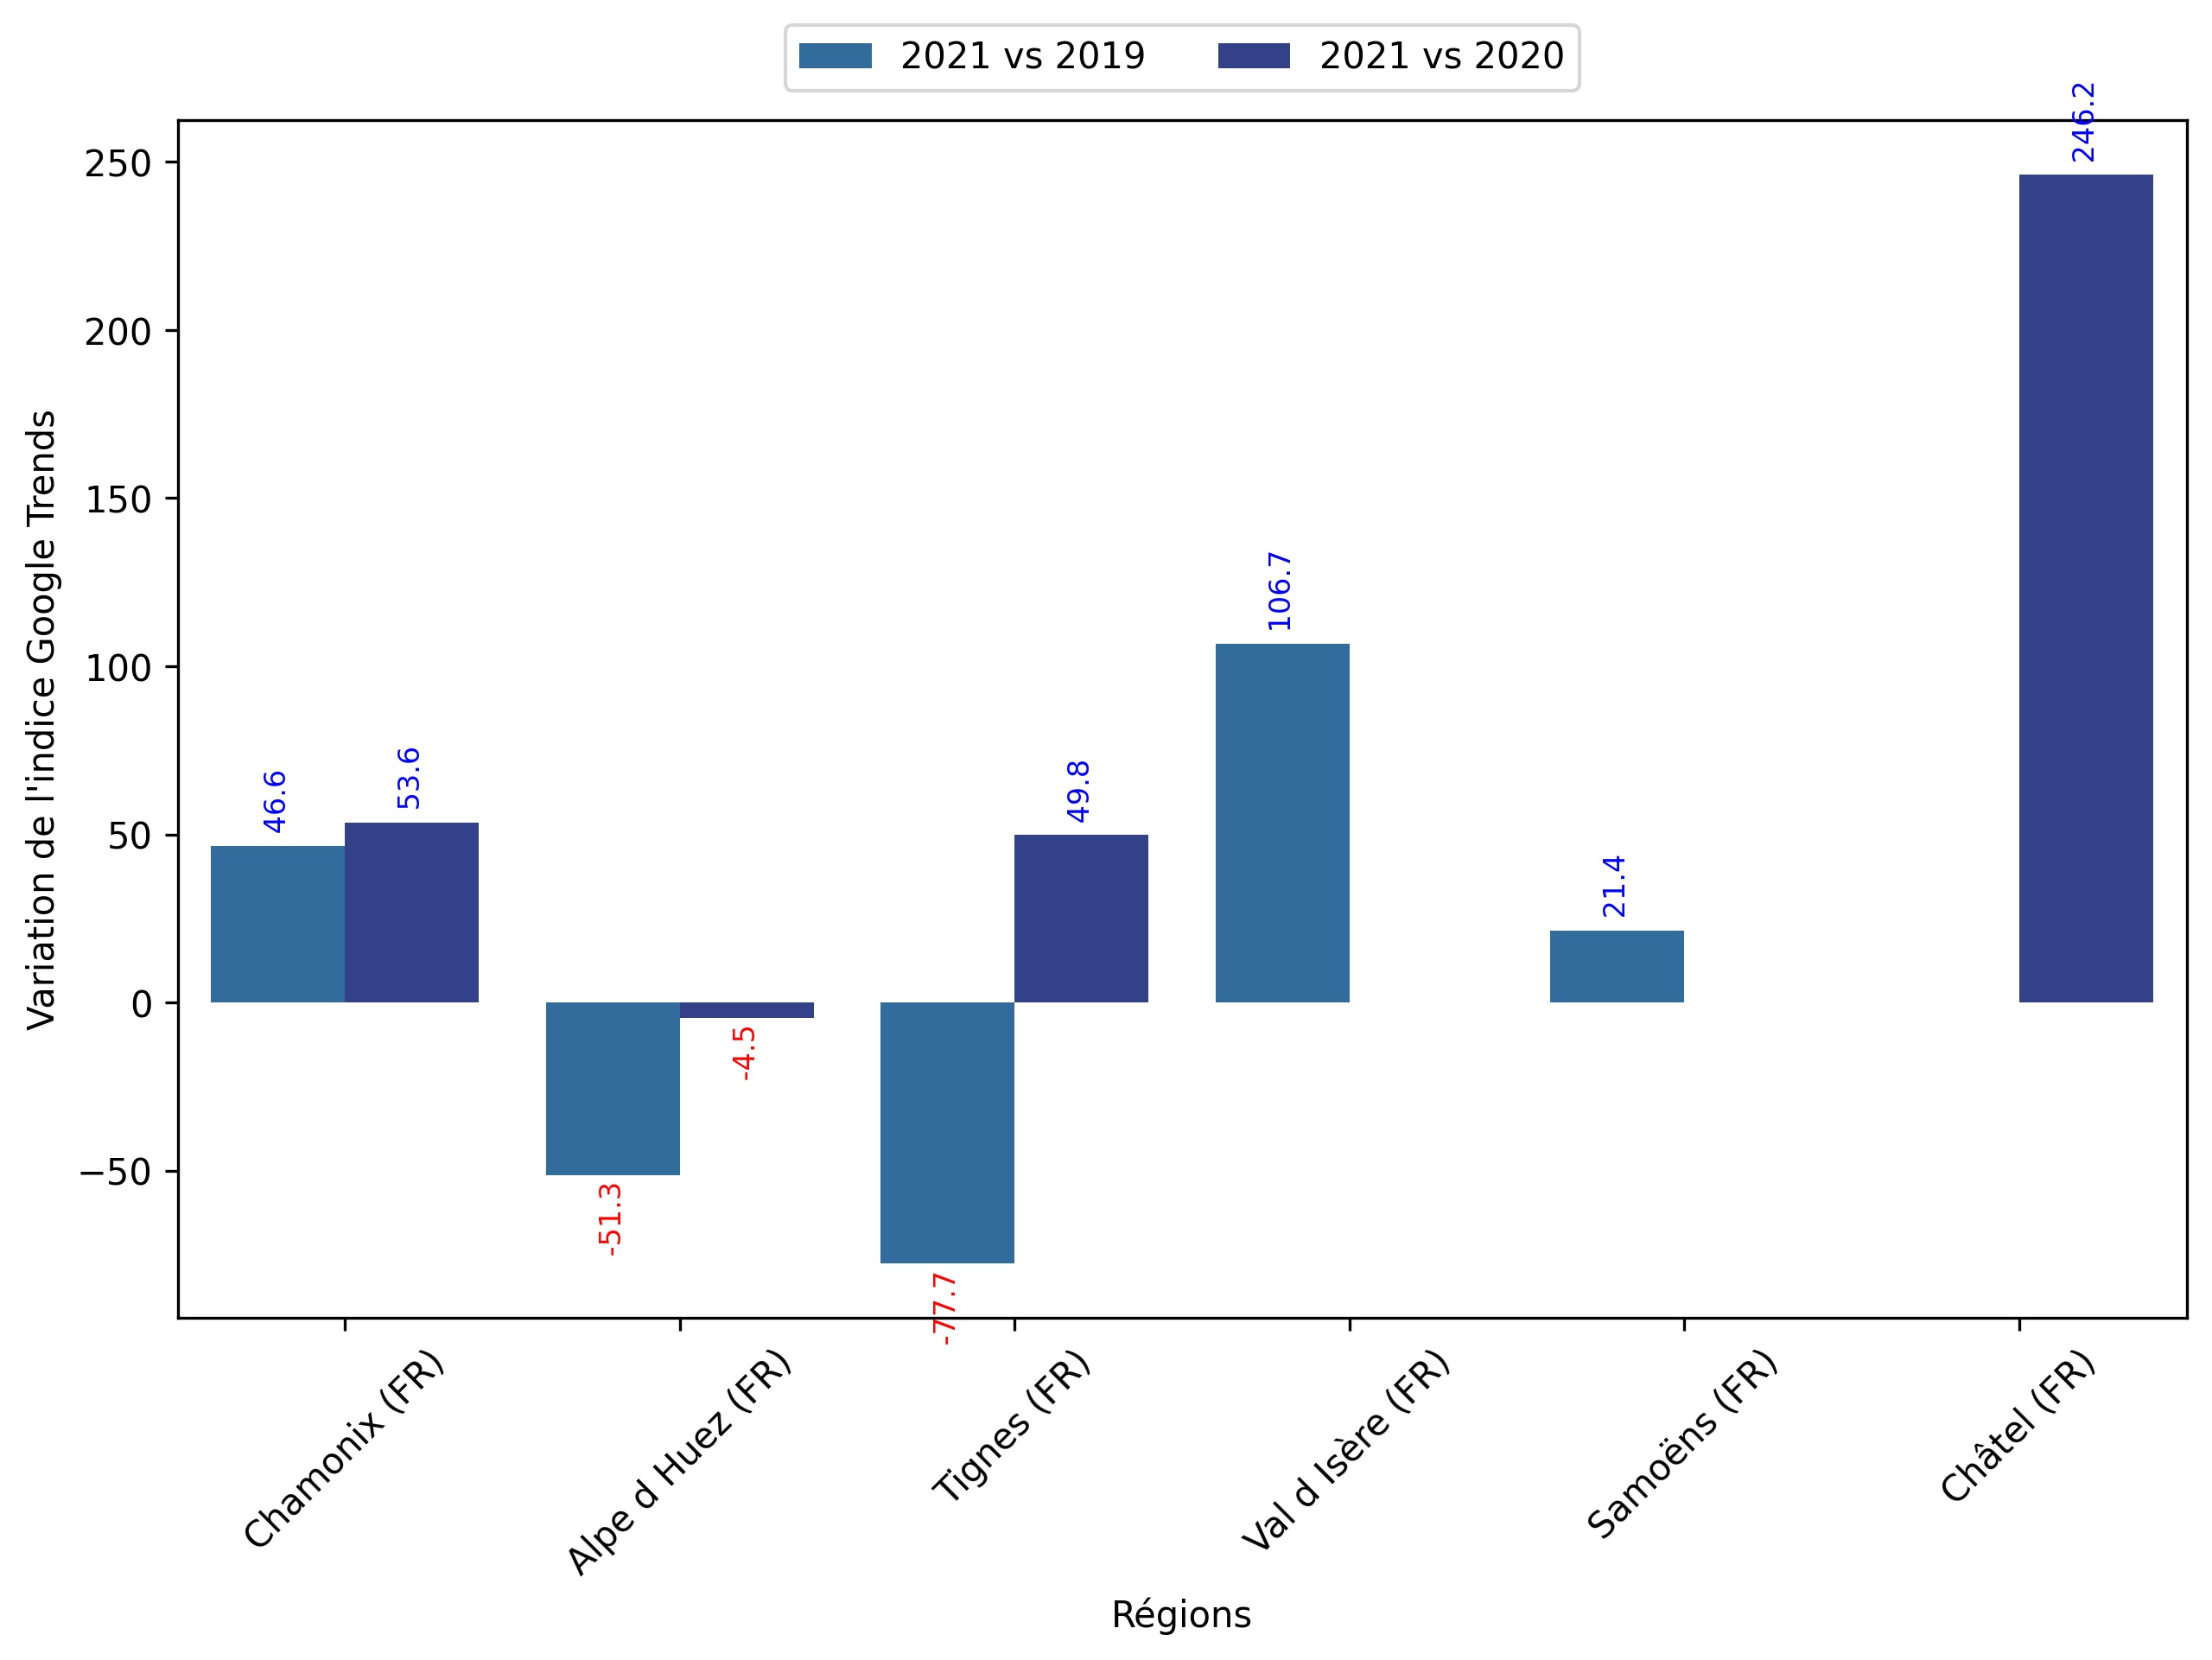 2021 vs 2019
2021 vs 2020
Variation de l'indice Google Trends
250
200
150
100
50
0
−50
46.6
53.6
-51.3
-4.5
-77.7
49.8
106.7
21.4
246.2
Chamonix (FR)
Alpe d Huez (FR)
Tignes (FR)
Val d Isère (FR)
Samoëns (FR)
Châtel (FR)
Régions